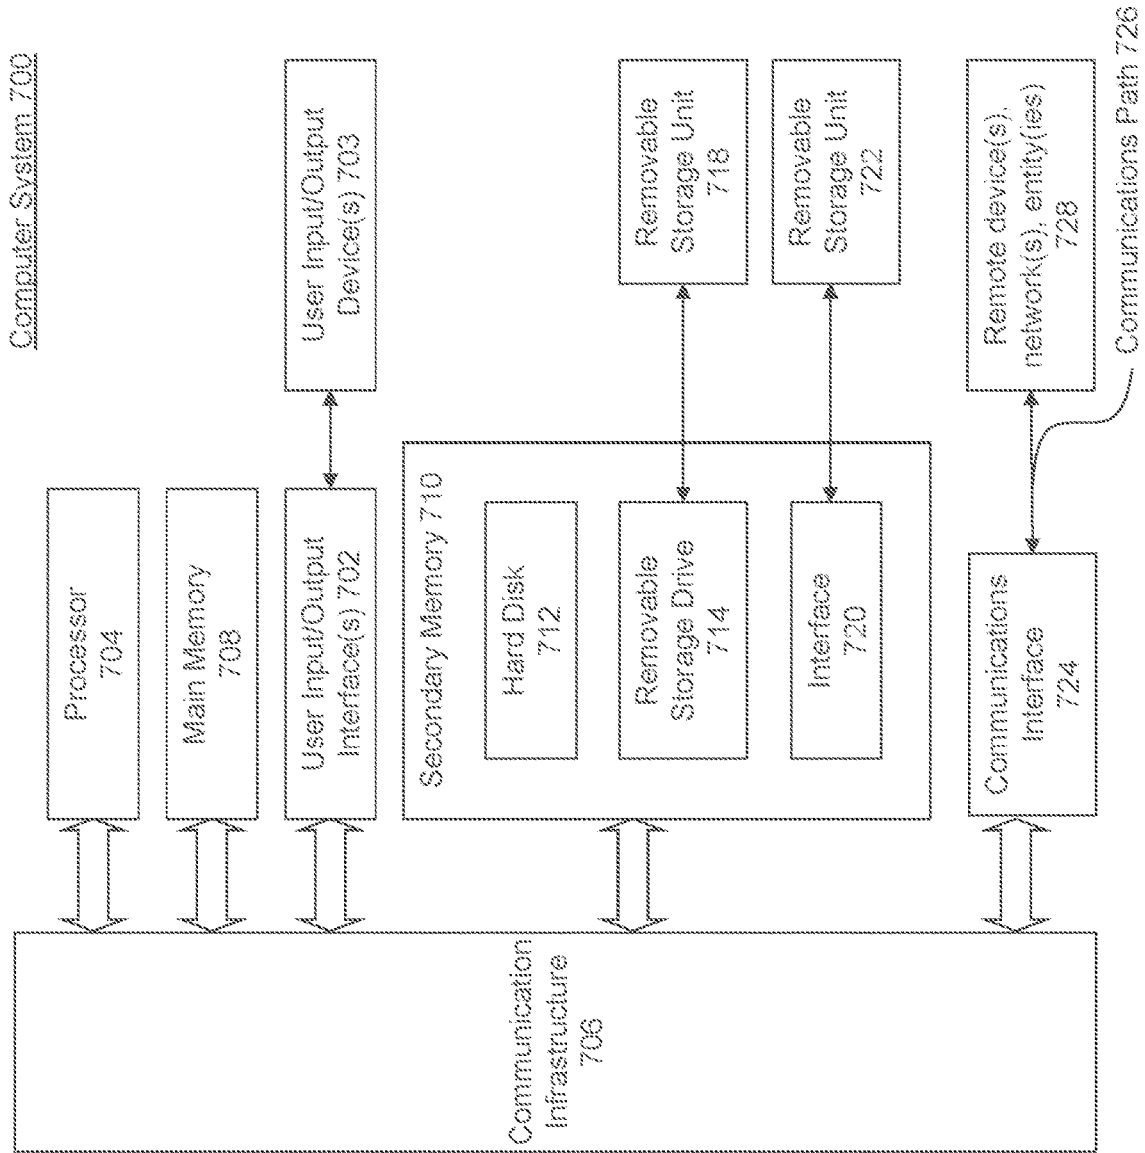 Computer System 700
Processor
704
Main Memory
708
User Input/Output
Interface(s) 702
User Input/Output
Device(s) 703
Secondary Memory 710
Hard Disk
712
Removable
Storage Drive
714
Removable
Storage Unit
718
Interface
720
Removable
Storage Unit
722
Communications
Interface
724
Remote device(s),
network(s), entity(ies)
728
Communications Path 726
Communication
Infrastructure
706